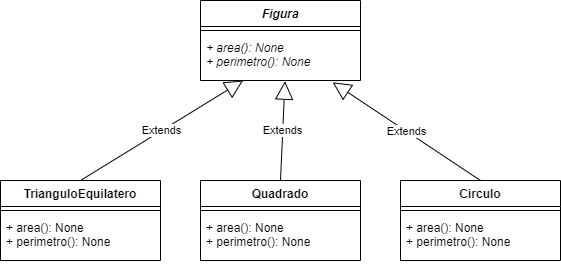 Figura
+ area(): None
+ perimetro(): None
Extends
Extends
Extends
TrianguloEquilatero
+ area(): None
+ perimetro(): None
Quadrado
+ area(): None
+ perimetro(): None
Circulo
+ area(): None
+ perimetro(): None